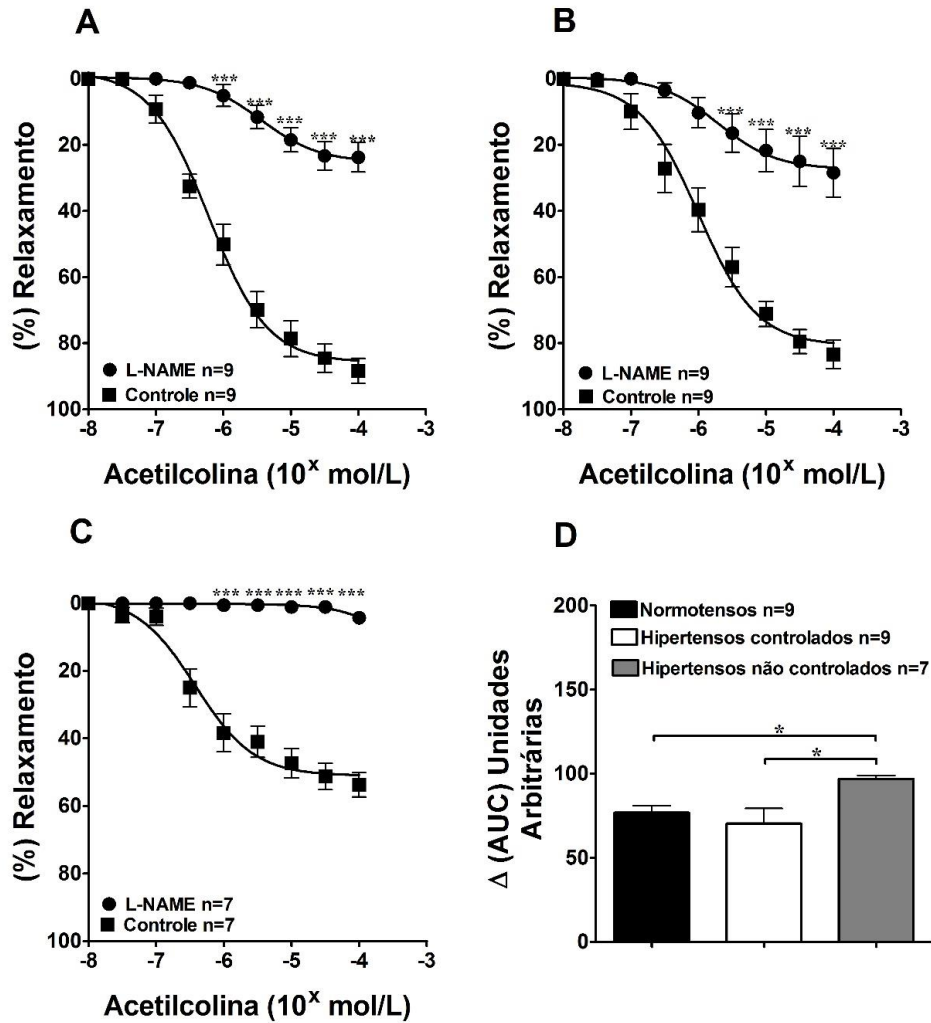 A
0
20
40
60
80
100
(%) Relaxamento
***
***
***
***
***
L-NAME n=9
Controle n=9
-8 -7 -6 -5 -4 -3
Acetilcolina (10^x mol/L)
B
0
20
40
60
80
100
(%) Relaxamento
***
***
***
***
L-NAME n=9
Controle n=9
-8 -7 -6 -5 -4 -3
Acetilcolina (10^x mol/L)
C
0
20
40
60
80
100
(%) Relaxamento
*** *** *** *** ***
L-NAME n=7
Controle n=7
-8 -7 -6 -5 -4 -3
Acetilcolina (10^x mol/L)
D
200
150
100
50
0
Δ (AUC) Unidades
Arbitrárias
Normotensos n=9
Hipertensos controlados n=9
Hipertensos não controlados n=7
*
*